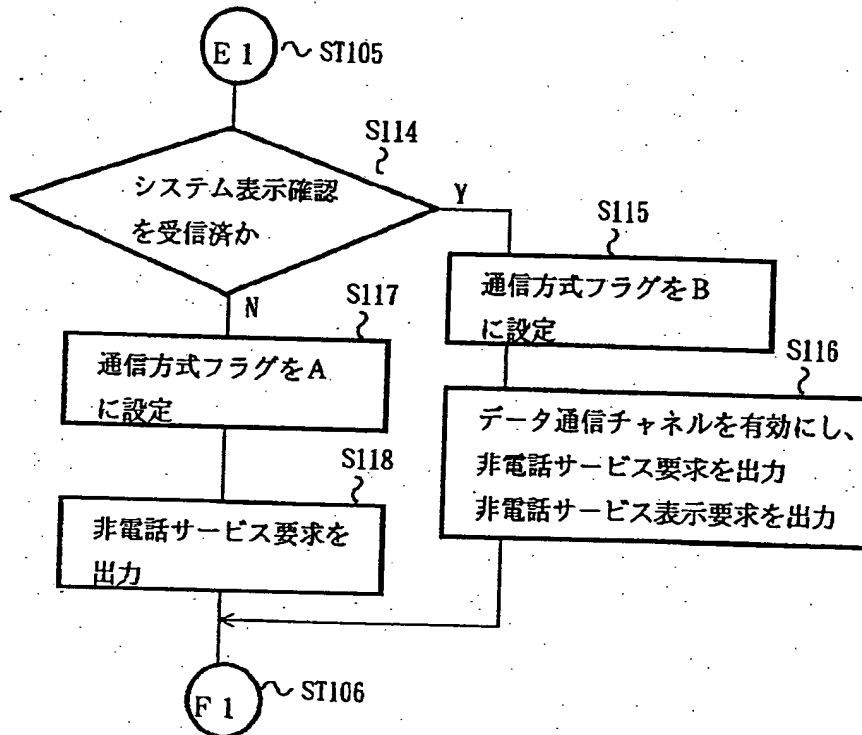 E1
ST105
S114
システム表示確認
を受信済か
Y
N
S115
通信方式フラグをB
に設定
S116
データ通信チャネルを有効にし、
非電話サービス要求を出力
非電話サービス表示要求を出力
S117
通信方式フラグをA
に設定
S118
非電話サービス要求を
出力
F1
ST106